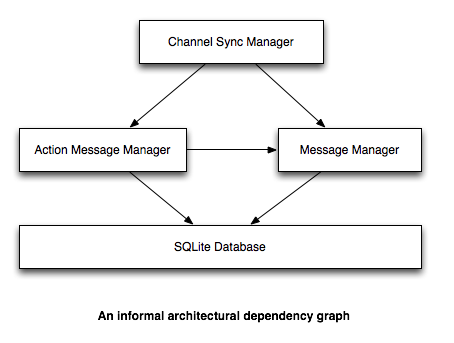 Channel Sync Manager
Action Message Manager
Message Manager
SQLite Database
An informal architectural dependency graph